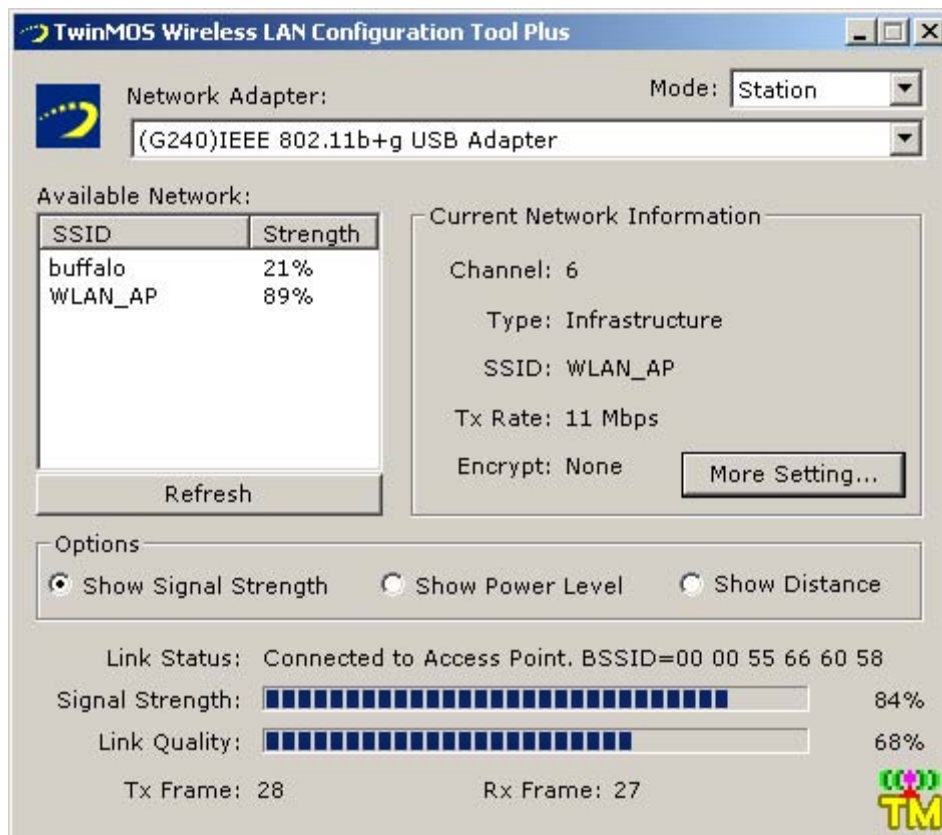 TwinMOS Wireless LAN Configuration Tool Plus
Network Adapter:
Mode: Station
(G240)IEEE 802.11b+g USB Adapter
Available Network:
SSID Strength
buffalo 21%
WLAN_AP 89%
Refresh
Current Network Information
Channel: 6
Type: Infrastructure
SSID: WLAN_AP
Tx Rate: 11 Mbps
Encrypt: None
More Setting...
Options
Show Signal Strength Show Power Level Show Distance
Link Status: Connected to Access Point. BSSID=00 00 55 66 60 58
Signal Strength: 84%
Link Quality: 68%
Tx Frame: 28 Rx Frame: 27
TM